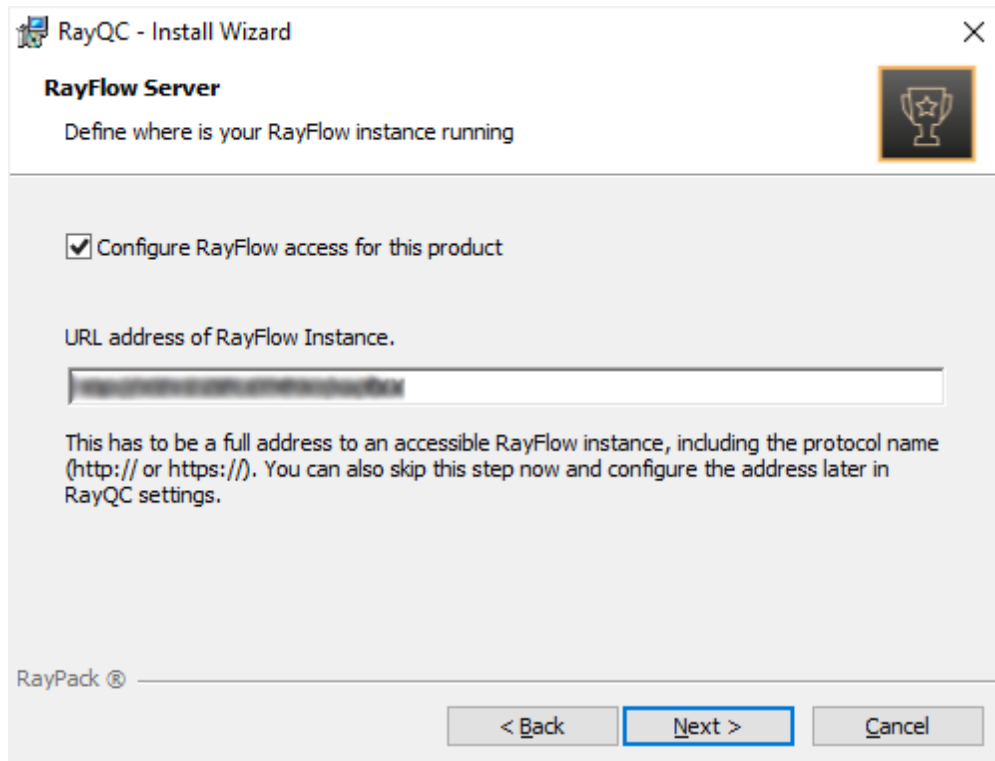 RayQC - Install Wizard
RayFlow Server
Define where is your RayFlow instance running
Configure RayFlow access for this product
URL address of RayFlow Instance.
This has to be a full address to an accessible RayFlow instance, including the protocol name
(http:// or https://). You can also skip this step now and configure the address later in
RayQC settings.
RayPack ®
< Back
Next >
Cancel